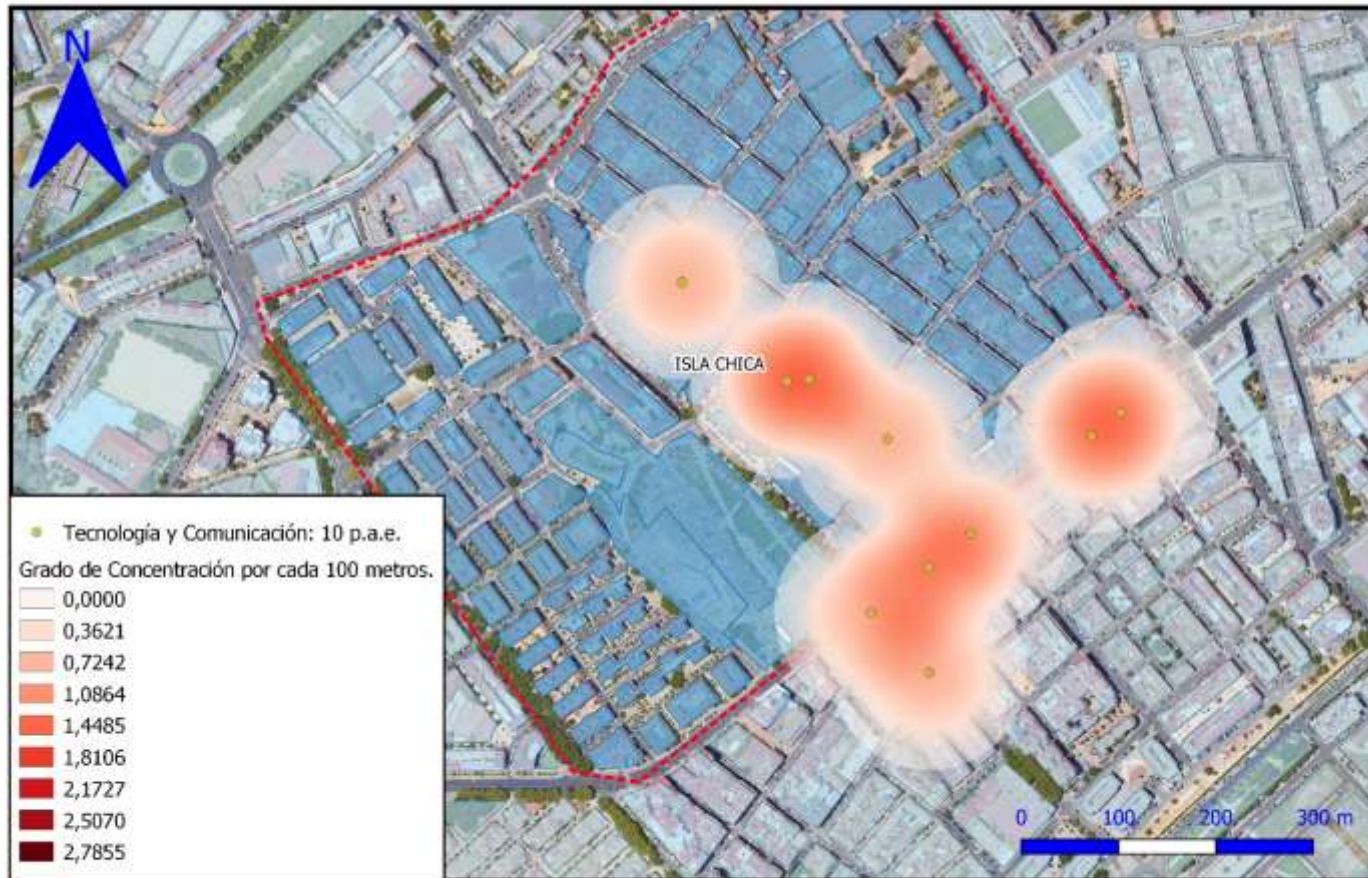 N
ISLA CHICA
Tecnología y Comunicación: 10 p.a.e.
Grado de Concentración por cada 100 metros.
0,0000
0,3621
0,7242
1,0864
1,4485
1,8106
2,1727
2,5070
2,7855
0 100 200 300 m